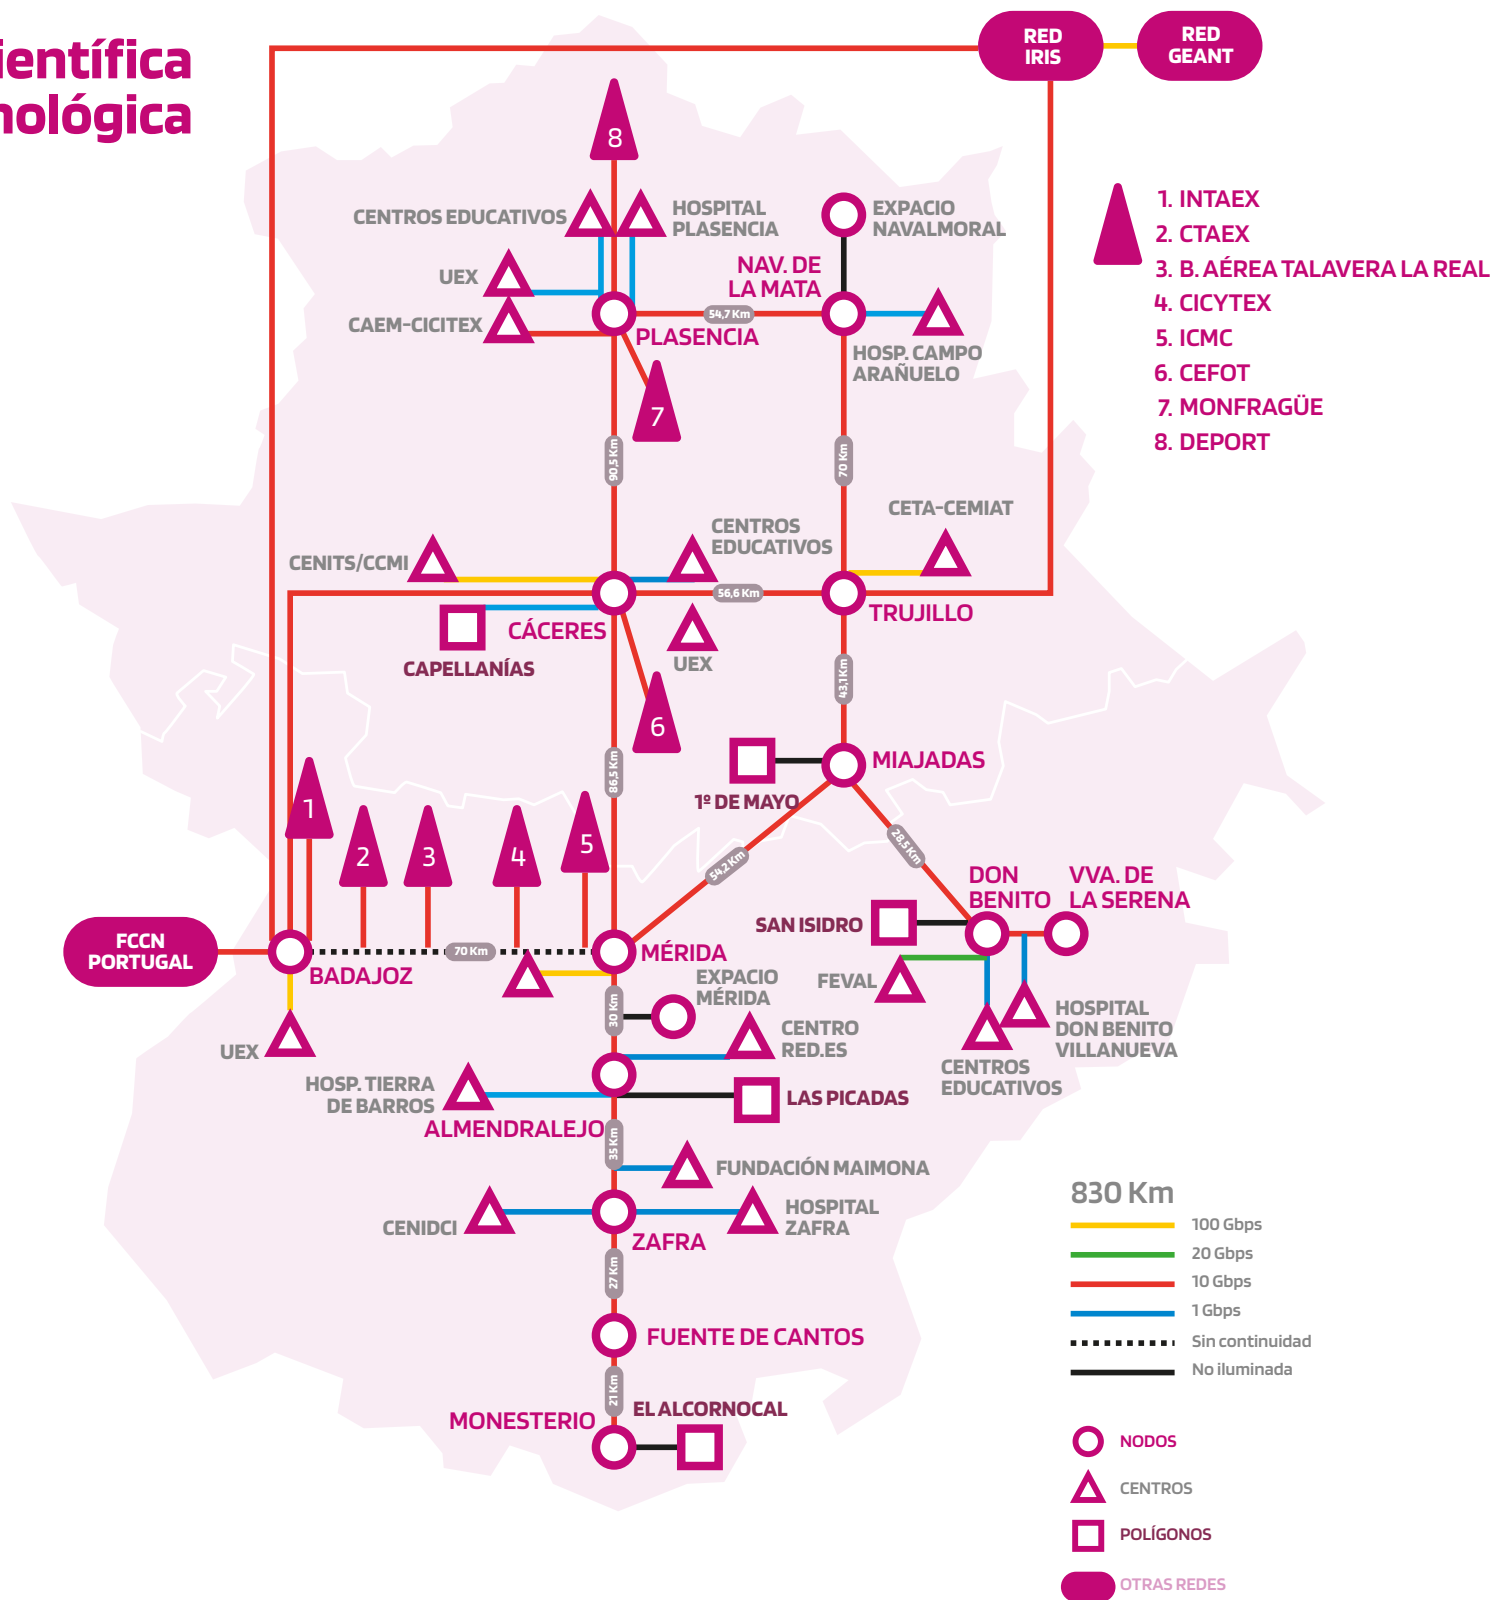 ientífica
nológica
RED
IRIS
RED
GEANT
8
1. INTAEX
2. CTAEX
3. B. AÉREA TALAVERA LA REAL
4. CICYTEX
5. ICMC
6. CEFOT
7. MONFRAGÜE
8. DEPORT
CENTROS EDUCATIVOS
HOSPITAL
PLASENCIA
EXPACIO
NAVALMORAL
UEX
NAV. DE
LA MATA
CAEM-CICITEX
54,7 Km
PLASENCIA
HOSP. CAMPO
ARAÑUELO
7
90,5 Km
70 Km
CETA-CEMIAT
CENTROS
EDUCATIVOS
CENITS/CCMI
56,6 Km
CÁCERES
TRUJILLO
CAPELLANÍAS
UEX
43,1 Km
6
86,5 Km
MIAJADAS
1º DE MAYO
1
2
3
4
5
54,2 Km
28,5 Km
DON
BENITO
VVA. DE
LA SERENA
SAN ISIDRO
FCCN
PORTUGAL
70 Km
MÉRIDA
BADAJOZ
EXPACIO
MÉRIDA
FEVAL
30 Km
CENTRO
RED.ES
HOSPITAL
DON BENITO
VILLANUEVA
UEX
CENTROS
EDUCATIVOS
HOSP. TIERRA
DE BARROS
LAS PICADAS
ALMENDRALEJO
35 Km
FUNDACIÓN MAIMONA
CENIDCI
HOSPITAL
ZAFRA
ZAFRA
27 Km
FUENTE DE CANTOS
21 Km
EL ALCORNOCAL
MONESTERIO
830 Km
100 Gbps
20 Gbps
10 Gbps
1 Gbps
Sin continuidad
No iluminada
NODOS
CENTROS
POLÍGONOS
OTRAS REDES